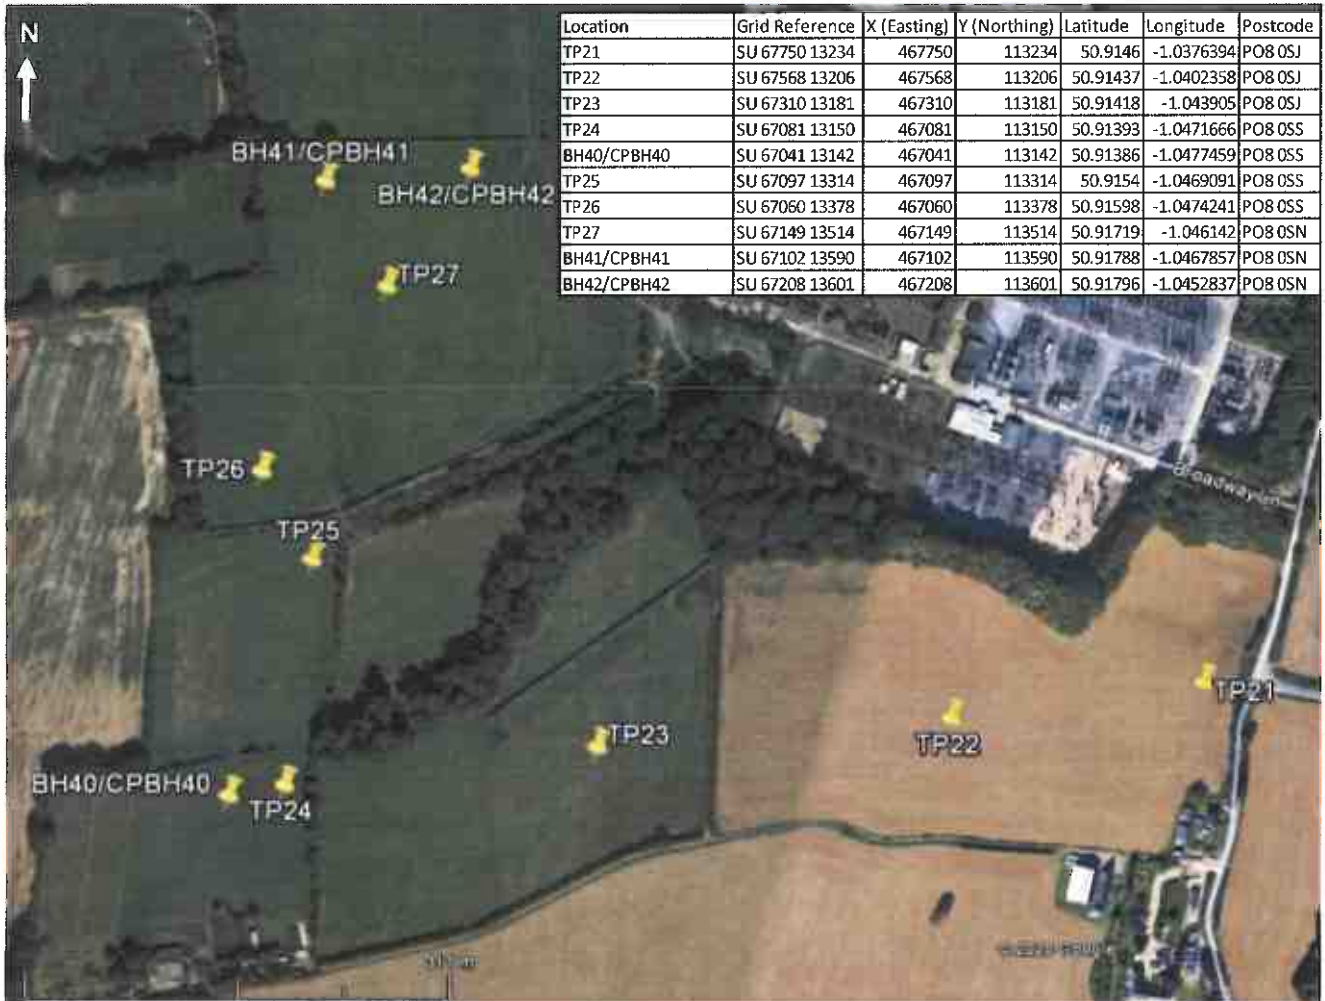 N
Location Grid Reference X (Easting) Y (Northing) Latitude Longitude Postcode
TP21 SU 67750 13234 467750 113234 50.9146 -1.0376394 PO8 0SJ
TP22 SU 67568 13206 467568 113206 50.91437 -1.0402358 PO8 0SJ
TP23 SU 67310 13181 467310 113181 50.91418 -1.043905 PO8 0SJ
TP24 SU 67081 13150 467081 113150 50.91393 -1.0471666 PO8 0SS
BH40/CPBH40 SU 67041 13142 467041 113142 50.91386 -1.0477459 PO8 0SS
TP25 SU 67097 13314 467097 113314 50.9154 -1.0469091 PO8 0SS
TP26 SU 67060 13378 467060 113378 50.91598 -1.0474241 PO8 0SS
TP27 SU 67149 13514 467149 113514 50.91719 -1.046142 PO8 0SN
BH41/CPBH41 SU 67102 13590 467102 113590 50.91788 -1.0467857 PO8 0SN
BH42/CPBH42 SU 67208 13601 467208 113601 50.91796 -1.0452837 PO8 0SN
BH41/CPBH41
BH42/CPBH42
TP27
TP26
Broadway Ln
TP25
TP21
TP23
TP22
BH40/CPBH40
TP24